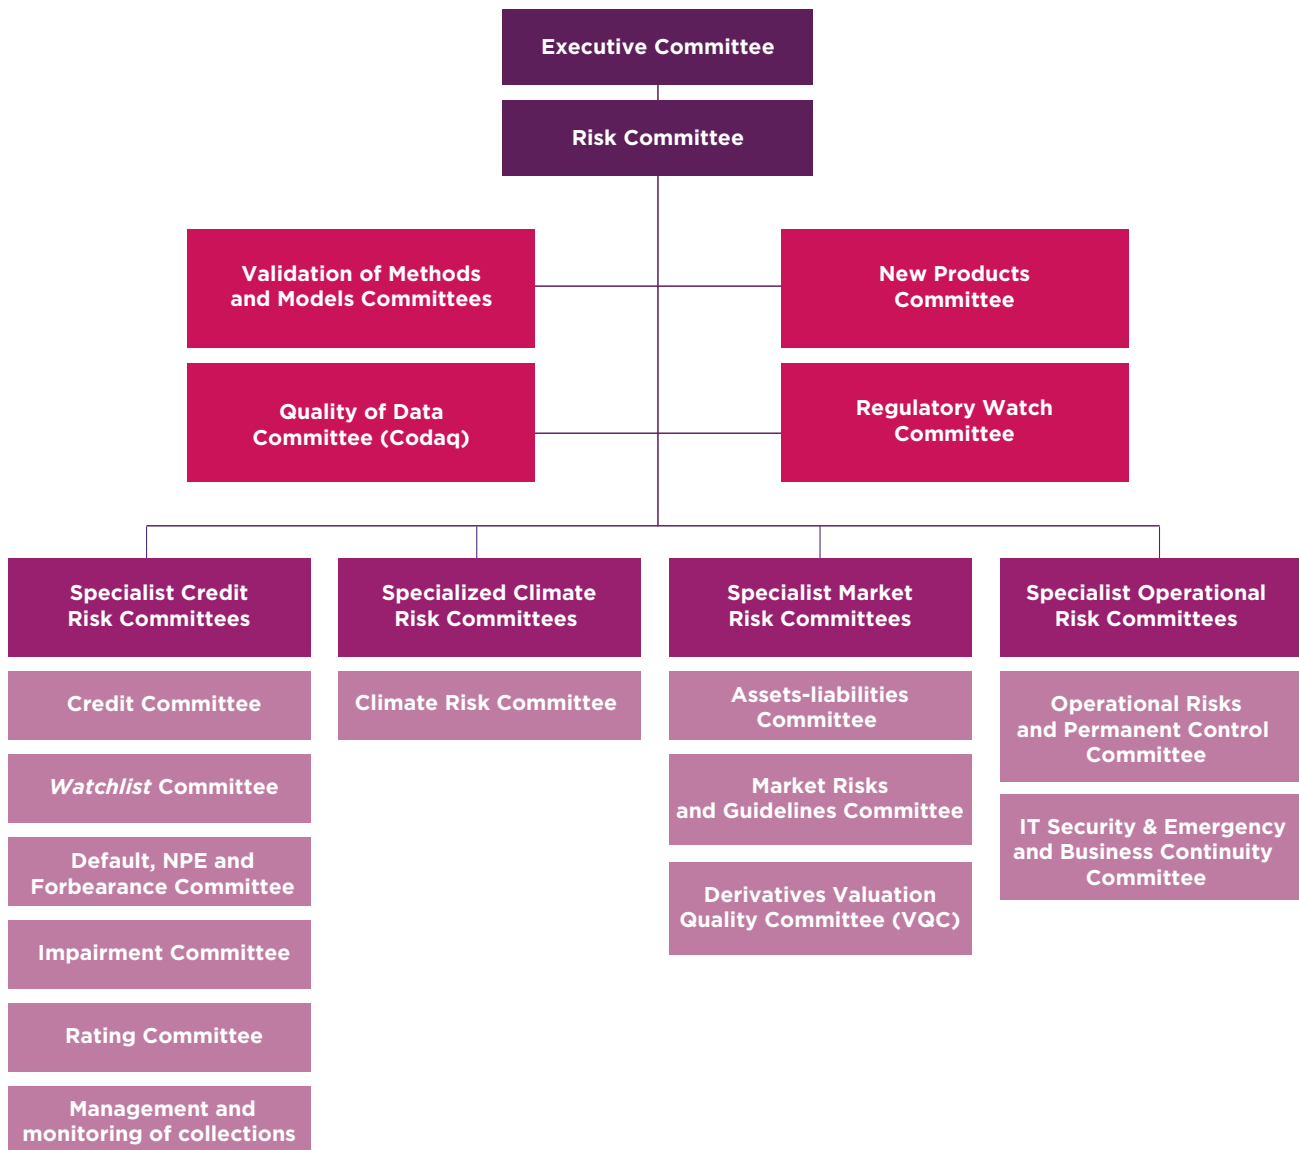 Executive Committee
Risk Committee
Validation of Methods
and Models Committees
New Products
Committee
Quality of Data
Committee (Codaq)
Regulatory Watch
Committee
Specialist Credit
Risk Committees
Specialized Climate
Risk Committees
Specialist Market
Risk Committees
Specialist Operational
Risk Committees
Credit Committee
Watchlist Committee
Default, NPE and
Forbearance Committee
Impairment Committee
Rating Committee
Management and
monitoring of collections
Climate Risk Committee
Assets-liabilities
Committee
Market Risks
and Guidelines Committee
Derivatives Valuation
Quality Committee (VQC)
Operational Risks
and Permanent Control
Committee
IT Security & Emergency
and Business Continuity
Committee